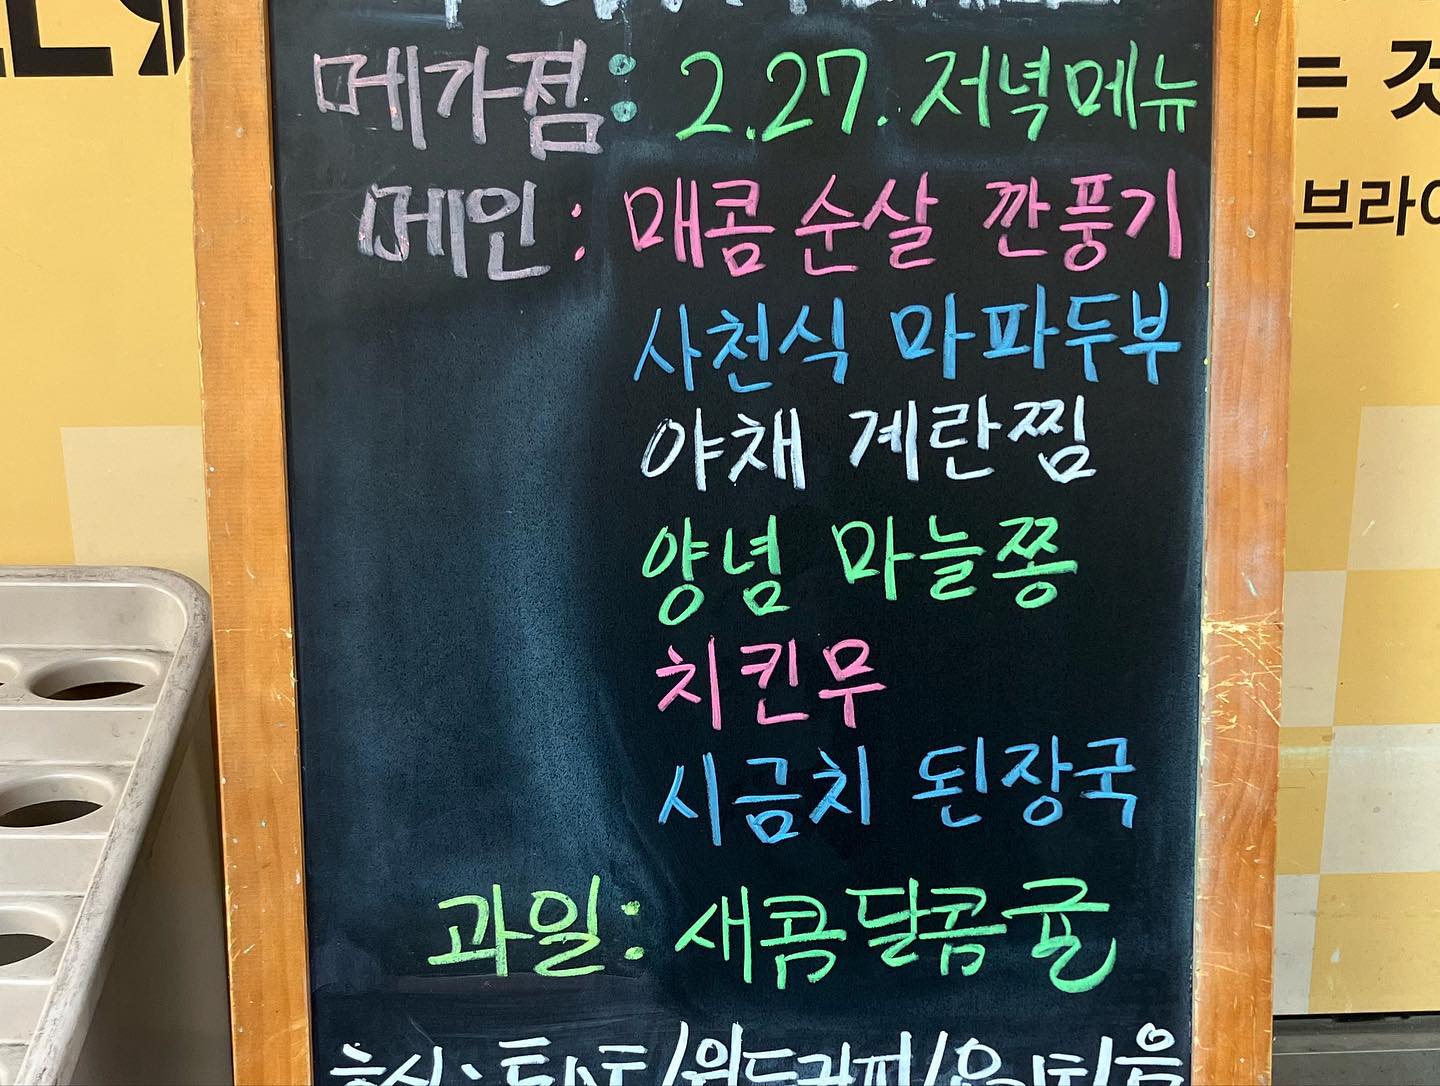 메가점: 2.27. 저녁메뉴
메인: 매콤순살 깐풍기
사천식 마파두부
야채 계란찜
양념 마늘쫑
치킨무
시금치 된장국
과일: 새콤달콤귤
는 것
브라이